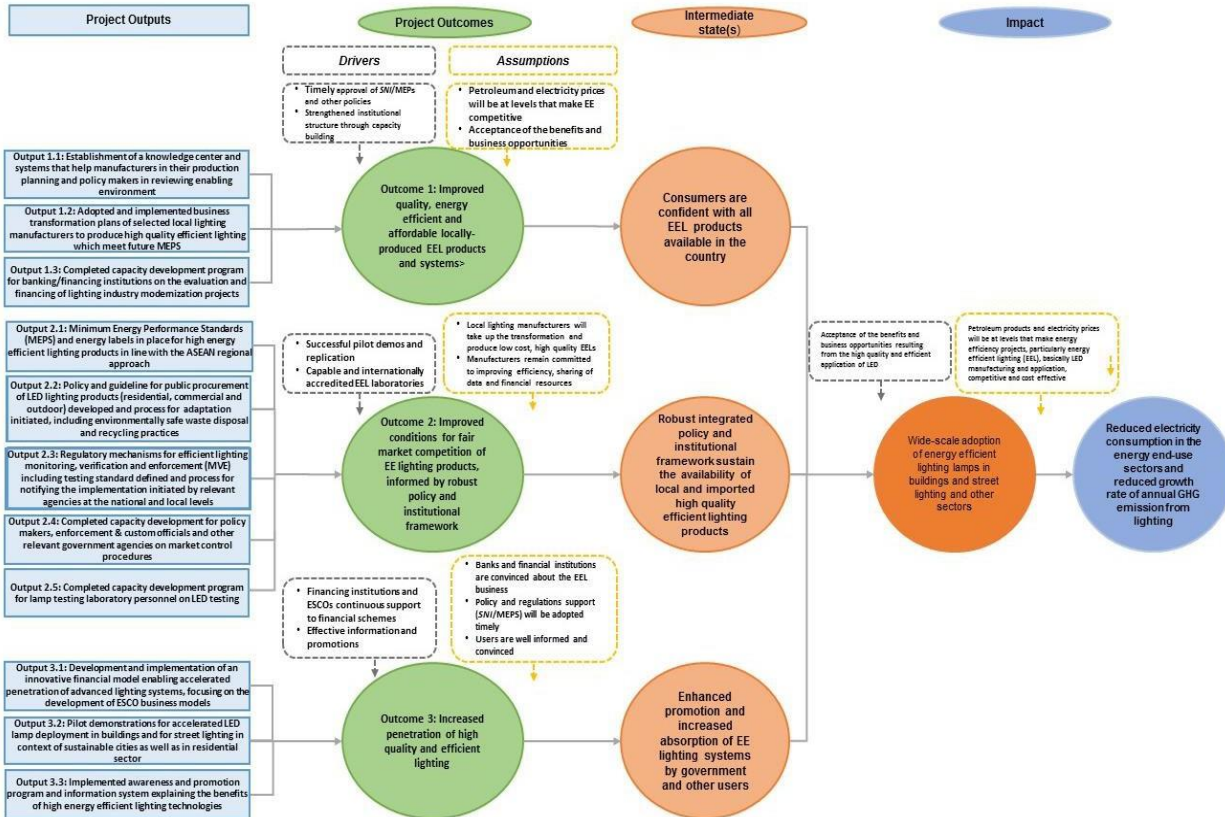 Project Outputs
Project Outcomes
Intermediate
state(s)
Impact
Drivers
Assumptions
• Timely approval of SNI/MEPs
and other policies
• Strengthened institutional
structure through capacity
building
• Petroleum and electricity prices
will be at levels that make EE
competitive
• Acceptance of the benefits and
business opportunities
Output 1.1: Establishment of a knowledge center and
systems that help manufacturers in their production
planning and policy makers in reviewing enabling
environment
Output 1.2: Adopted and implemented business
transformation plans of selected local lighting
manufacturers to produce high quality efficient lighting
which meet future MEPS
Output 1.3: Completed capacity development program
for banking/financing institutions on the evaluation and
financing of lighting industry modernization projects
Outcome 1: Improved
quality, energy
efficient and
affordable locally-
produced EEL products
and systems>
Consumers are
confident with all
EEL products
available in the
country
Output 2.1: Minimum Energy Performance Standards
(MEPS) and energy labels in place for high energy
efficient lighting products in line with the ASEAN regional
approach
Output 2.2: Policy and guideline for public procurement
of LED lighting products (residential, commercial and
outdoor) developed and process for adaptation
initiated, including environmentally safe waste disposal
and recycling practices
Output 2.3: Regulatory mechanisms for efficient lighting
monitoring, verification and enforcement (MVE)
including testing standard defined and process for
notifying the implementation initiated by relevant
agencies at the national and local levels
Output 2.4: Completed capacity development for policy
makers, enforcement & custom officials and other
relevant government agencies on market control
procedures
Output 2.5: Completed capacity development program
for lamp testing laboratory personnel on LED testing
• Successful pilot demos and
replication
• Capable and internationally
accredited EEL laboratories
• Local lighting manufacturers will
take up the transformation and
produce low cost, high quality EELs
• Manufacturers remain committed
to improving efficiency, sharing of
data and financial resources
Outcome 2: Improved
conditions for fair
market competition of
EE lighting products,
informed by robust
policy and
institutional
framework
Robust integrated
policy and
institutional
framework sustain
the availability of
local and imported
high quality
efficient lighting
products
Acceptance of the benefits and
business opportunities resulting
from the high quality and efficient
application of LED
Petroleum products and electricity prices
will be at levels that make energy
efficiency projects, particularly energy
efficient lighting (EEL), basically LED
manufacturing and application,
competitive and cost effective
Wide-scale adoption
of energy efficient
lighting lamps in
buildings and street
lighting and other
sectors
Reduced electricity
consumption in the
energy end-use
sectors and
reduced growth
rate of annual GHG
emission from
lighting
• Financing institutions and
ESCOs continuous support
to financial schemes
• Effective information and
promotions
• Banks and financial institutions
are convinced about the EEL
business
• Policy and regulations support
(SNI/MEPS) will be adopted
timely
• Users are well informed and
convinced
Output 3.1: Development and implementation of an
innovative financial model enabling accelerated
penetration of advanced lighting systems, focusing on the
development of ESCO business models
Output 3.2: Pilot demonstrations for accelerated LED
lamp deployment in buildings and for street lighting in
context of sustainable cities as well as in residential
sector
Output 3.3: Implemented awareness and promotion
program and information system explaining the benefits
of high energy efficient lighting technologies
Outcome 3: Increased
penetration of high
quality and efficient
lighting
Enhanced
promotion and
increased
absorption of EE
lighting systems
by government
and other users